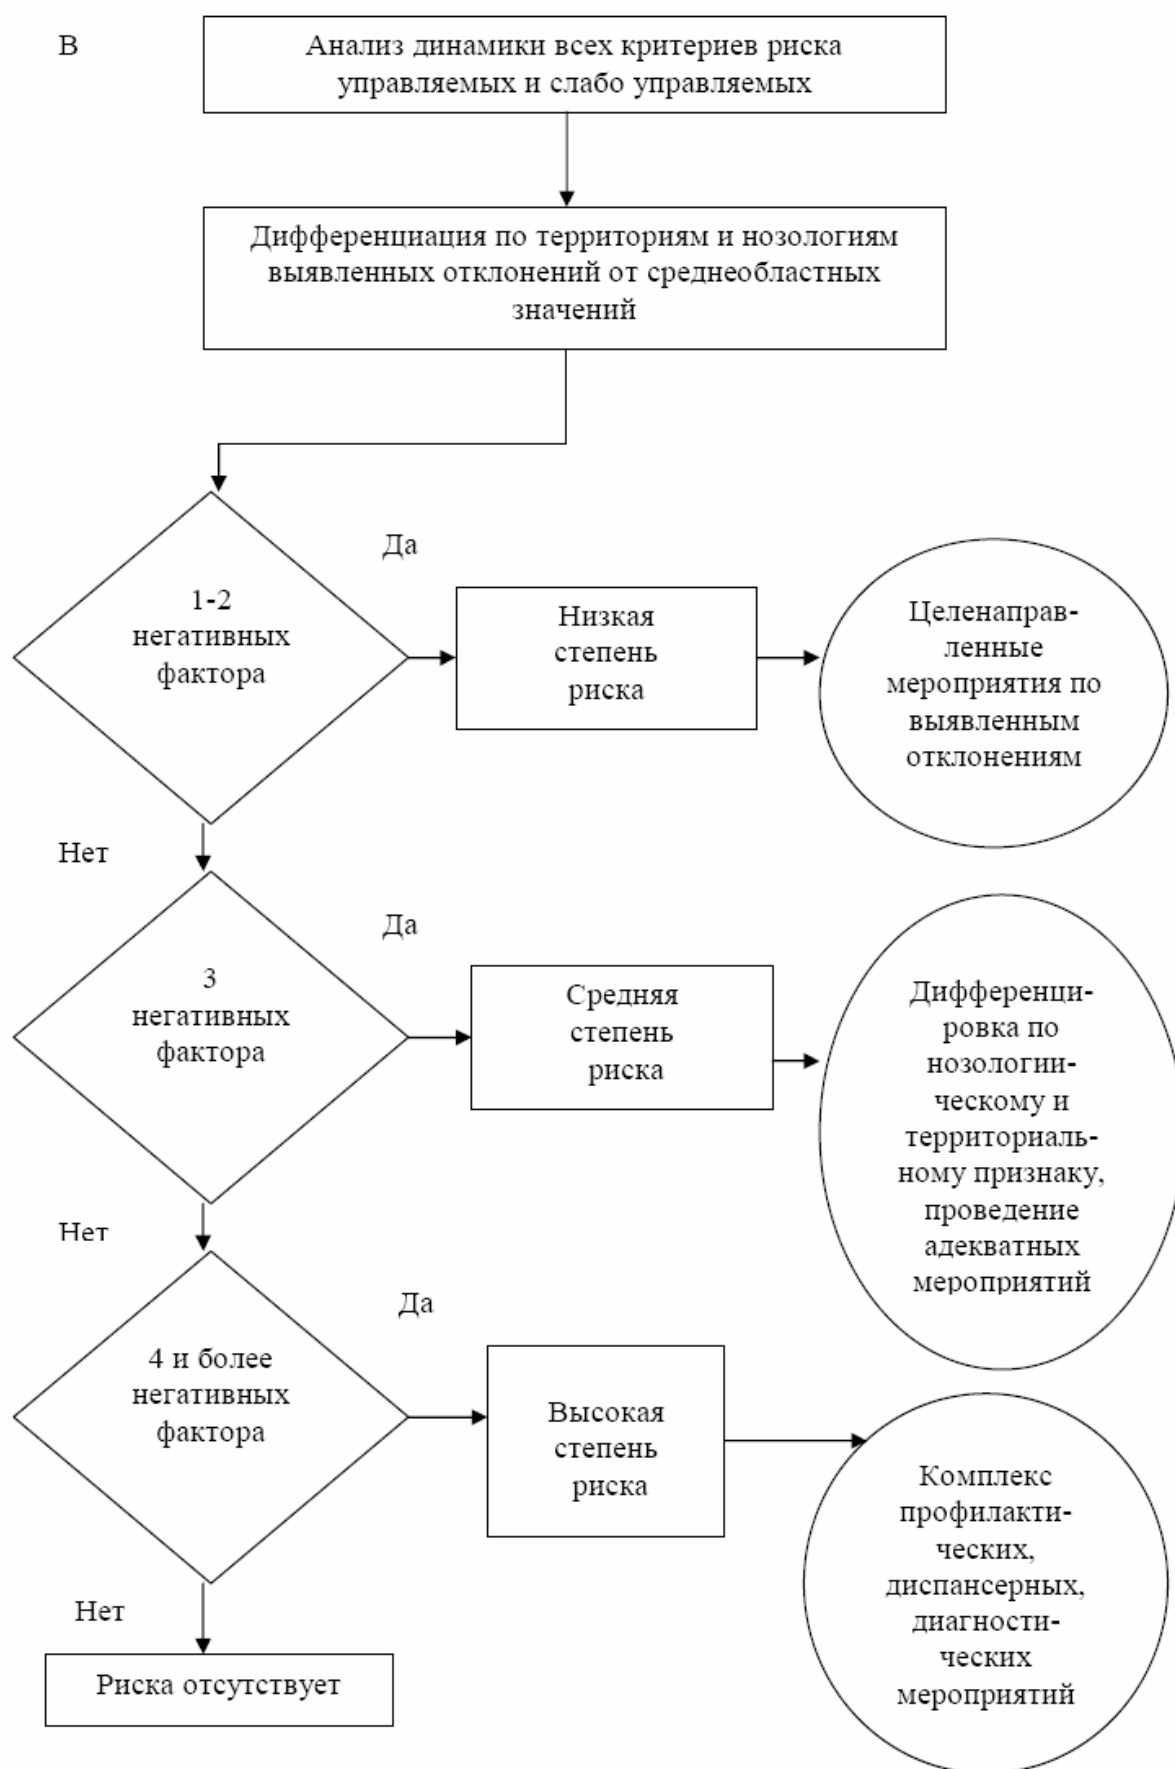 В
Анализ динамики всех критериев риска
управляемых и слабо управляемых
Дифференциация по территориям и нозологиям
выявленных отклонений от среднеобластных
значений
1-2
негативных
фактора
Да
Низкая
степень
риска
Целенаправ-
ленные
мероприятия по
выявленным
отклонениям
Нет
3
негативных
фактора
Да
Средняя
степень
риска
Дифференци-
ровка по
нозологии-
ческому и
территориаль-
ному признаку,
проведение
адекватных
мероприятий
Нет
4 и более
негативных
фактора
Да
Высокая
степень
риска
Комплекс
профилакти-
ческих,
диспансерных,
диагности-
ческих
мероприятий
Нет
Риска отсутствует